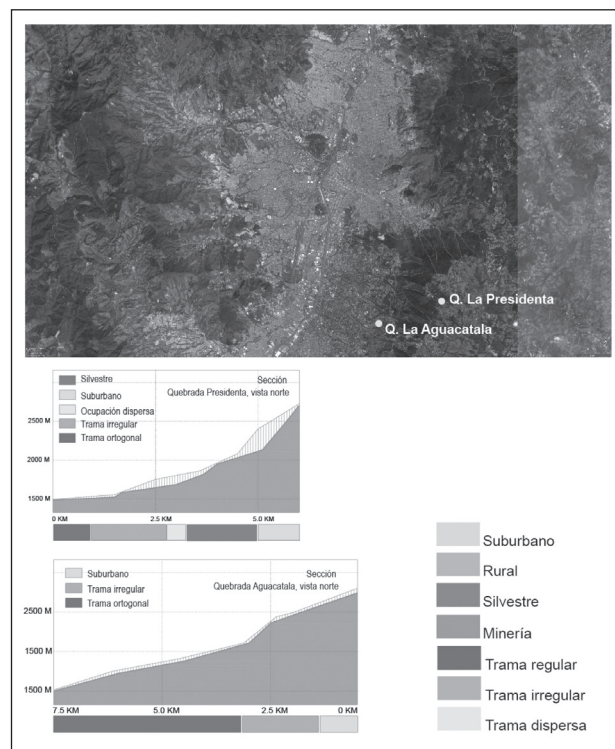 Q. La Presidenta
Q. La Aguacatala
Silvestre
Suburbano
Ocupación dispersa
Trama irregular
Trama ortogonal
Sección
Quebrada Presidenta, vista norte
2500 M
2000 M
1500 M
0 KM 2.5 KM 5.0 KM
Suburbano
Trama irregular
Trama ortogonal
Sección
Quebrada Aguacatala, vista norte
2500 M
1500 M
1500 M
7.5 KM 5.0 KM 2.5 KM 0 KM
Suburbano
Rural
Silvestre
Minería
Trama regular
Trama irregular
Trama dispersa